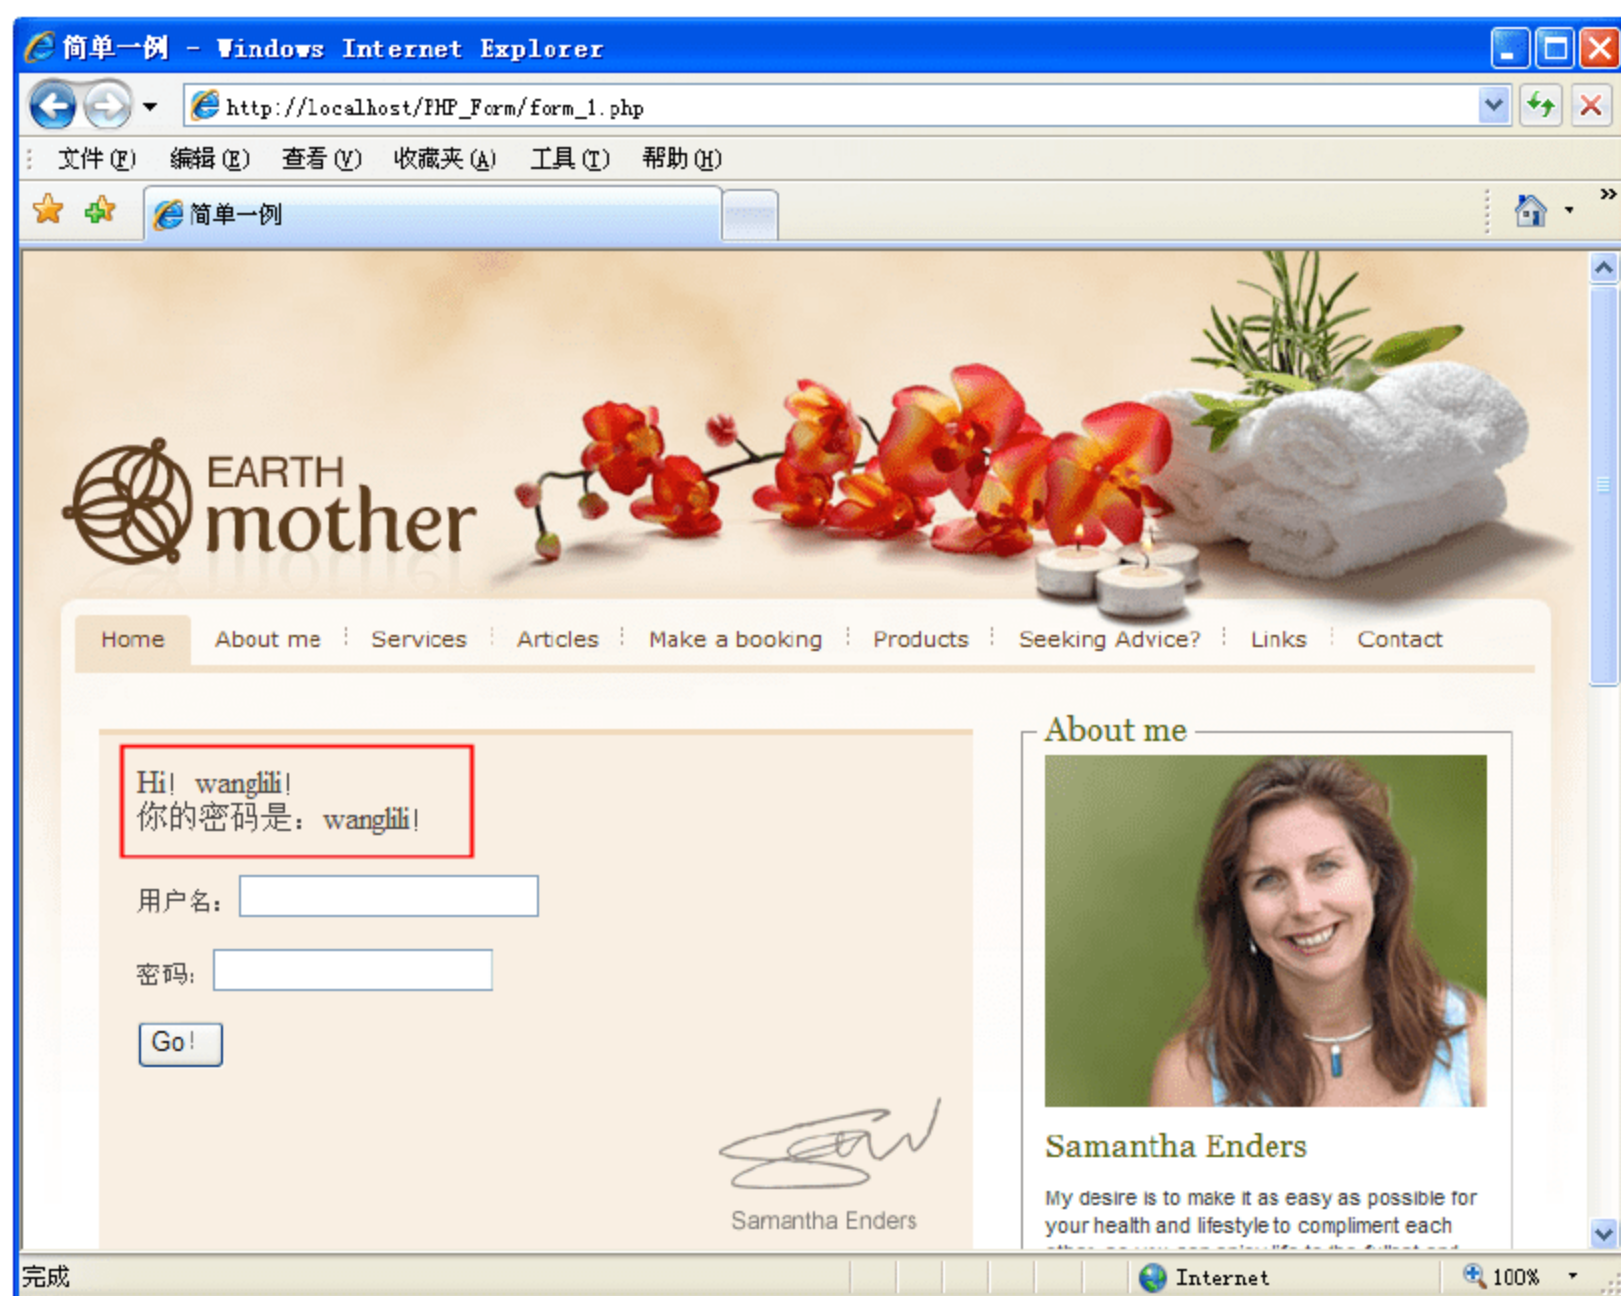 简单一例 - Windows Internet Explorer
http://localhost/PHP_Form/form_1.php
文件(F) 编辑(E) 查看(V) 收藏夹(A) 工具(T) 帮助(H)
简单一例
EARTH
mother
Home About me Services Articles Make a booking Products Seeking Advice? Links Contact
Hi！wanglili！
你的密码是：wanglili！
用户名：
密码：
Go！
Samantha Enders
About me
Samantha Enders
My desire is to make it as easy as possible for
your health and lifestyle to compliment each
完成 Internet 100%